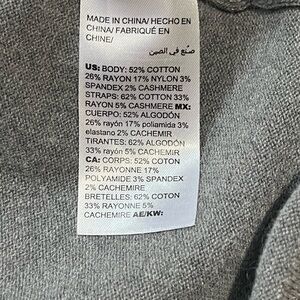 MADE IN CHINA/ HECHO EN
CHINA/ FABRIQUÉ EN
CHINE/
صنع في الصين
US: BODY: 52% COTTON
26% RAYON 17% NYLON 3%
SPANDEX 2% CASHMERE
STRAPS: 62% COTTON 33%
RAYON 5% CASHMERE MX:
CUERPO: 52% ALGODÓN
26% rayón 17% poliamida 3%
elastano 2% CACHEMIR
TIRANTES: 62% ALGODÓN
33% rayón 5% CACHEMIR
CA: CORPS: 52% COTON
26% RAYONNE 17%
POLYAMIDE 3% SPANDEX
2% CACHEMIRE
BRETELLES: 62% COTON
33% RAYONNE 5%
CACHEMIRE AE/KW: